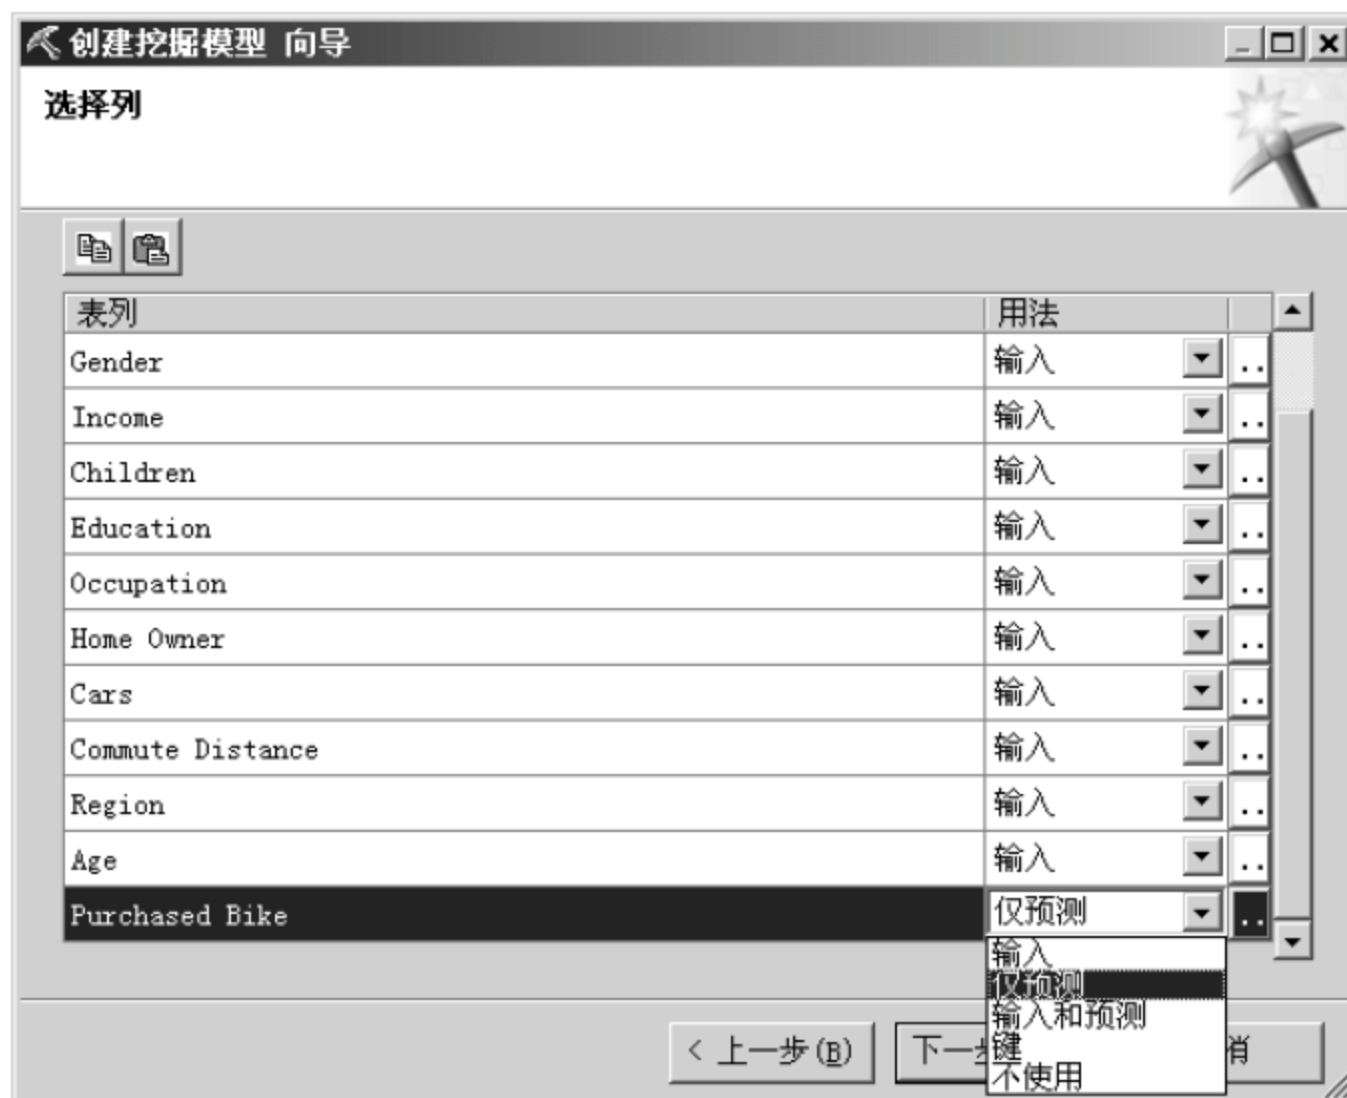 创建挖掘模型 向导
选择列
表列 用法
Gender 输入 ..
Income 输入 ..
Children 输入 ..
Education 输入 ..
Occupation 输入 ..
Home Owner 输入 ..
Cars 输入 ..
Commute Distance 输入 ..
Region 输入 ..
Age 输入 ..
Purchased Bike 仅预测 ..
输入
仅预测
输入和预测
键
不使用
< 上一步(B) 下一 消